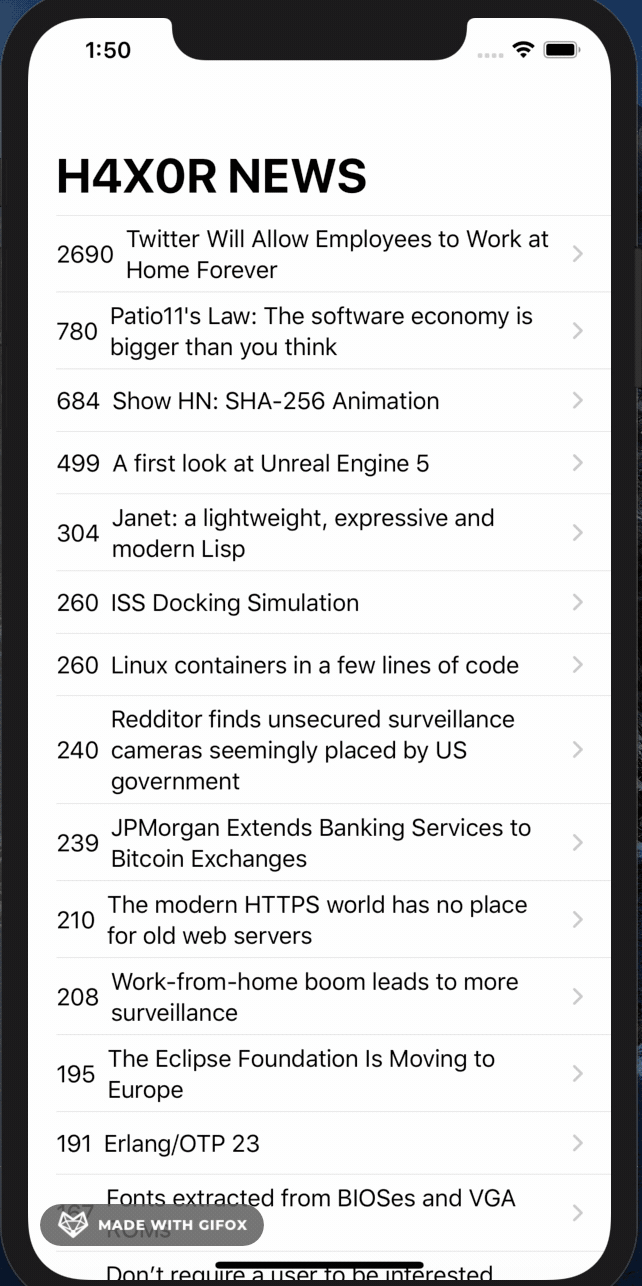 1:50
H4X0R NEWS
2690 Twitter Will Allow Employees to Work at
Home Forever
780 Patio11's Law: The software economy is
bigger than you think
684 Show HN: SHA-256 Animation
499 A first look at Unreal Engine 5
304 Janet: a lightweight, expressive and
modern Lisp
260 ISS Docking Simulation
260 Linux containers in a few lines of code
240 Redditor finds unsecured surveillance
cameras seemingly placed by US
government
239 JPMorgan Extends Banking Services to
Bitcoin Exchanges
210 The modern HTTPS world has no place
for old web servers
208 Work-from-home boom leads to more
surveillance
195 The Eclipse Foundation Is Moving to
Europe
191 Erlang/OTP 23
167 Fonts extracted from BIOSes and VGA
ROMs
MADE WITH GIFOX
Don’t require a user to be interested